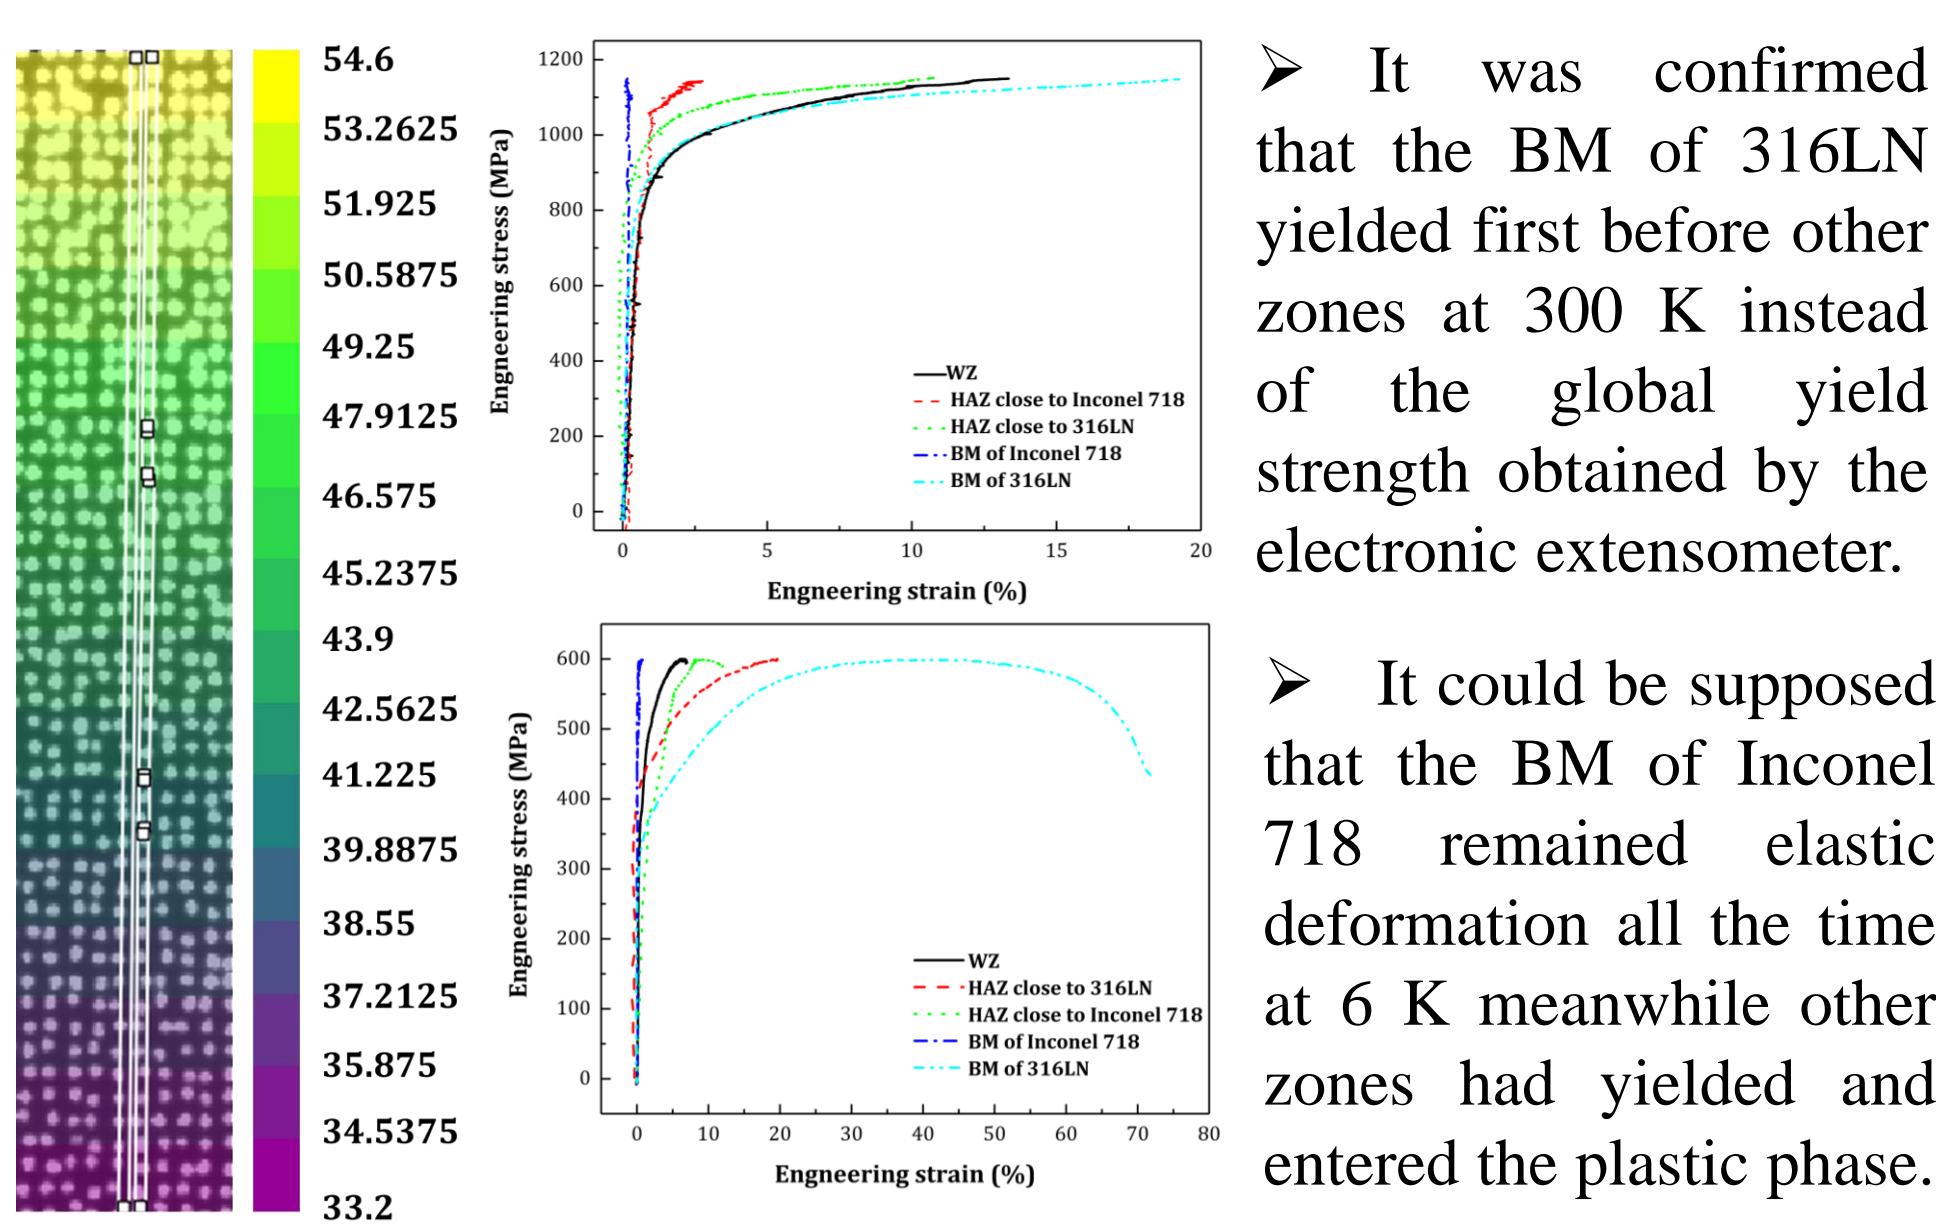 54.6
53.2625
51.925
50.5875
49.25
47.9125
46.575
45.2375
43.9
42.5625
41.225
39.8875
38.55
37.2125
35.875
34.5375
33.2
Engneering stress (MPa)
1200
1000
800
600
400
200
0
WZ
HAZ close to Inconel 718
HAZ close to 316LN
BM of Inconel 718
BM of 316LN
0 5 10 15 20
Engneering strain (%)
Engneering stress (MPa)
600
500
400
300
200
100
0
WZ
HAZ close to 316LN
HAZ close to Inconel 718
BM of Inconel 718
BM of 316LN
0 10 20 30 40 50 60 70 80
Engneering strain (%)
➢ It was confirmed
that the BM of 316LN
yielded first before other
zones at 300 K instead
of the global yield
strength obtained by the
electronic extensometer.
➢ It could be supposed
that the BM of Inconel
718 remained elastic
deformation all the time
at 6 K meanwhile other
zones had yielded and
entered the plastic phase.